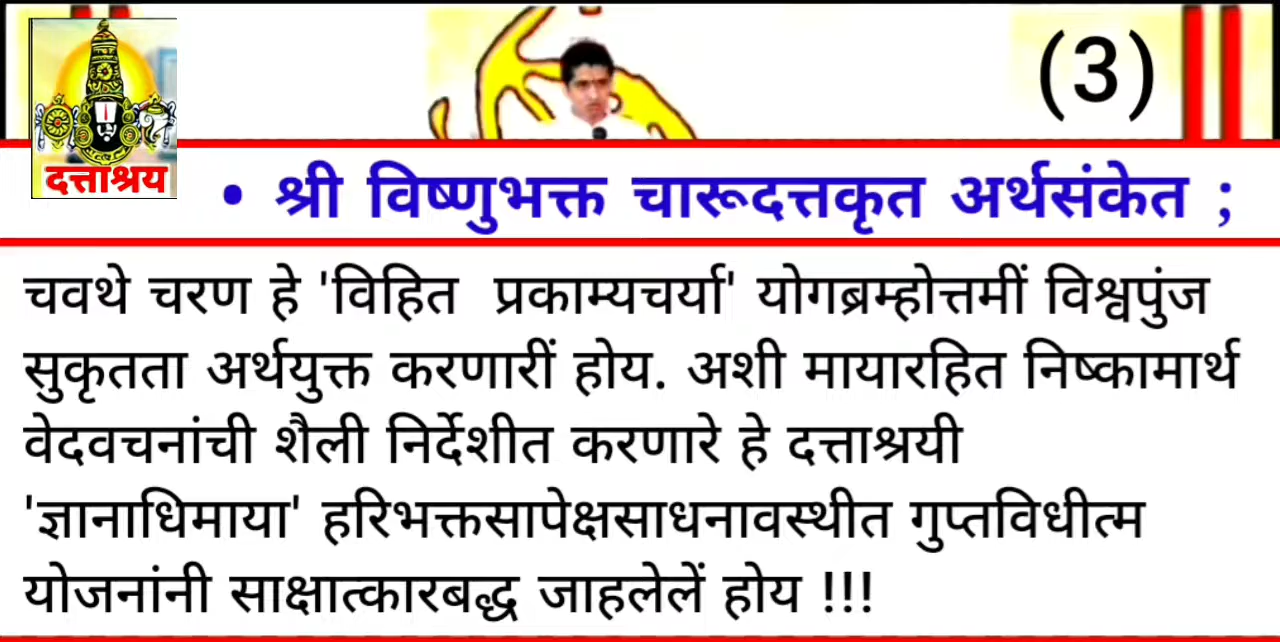 (3)
दत्ताश्रय
• श्री विष्णुभक्त चारूदत्तकृत अर्थसंकेत ;
चवथे चरण हे 'विहित प्रकाम्यचर्या' योगब्रम्होत्तमीं विश्वपुंज
सुकृतता अर्थयुक्त करणारीं होय. अशी मायारहित निष्कामार्थ
वेदवचनांची शैली निर्देशीत करणारे हे दत्ताश्रयी
'ज्ञानाधिमाया' हरिभक्तसापेक्षसाधनावस्थीत गुप्तविधीत्म
योजनांनी साक्षात्कारबद्ध जाहलेलें होय !!!